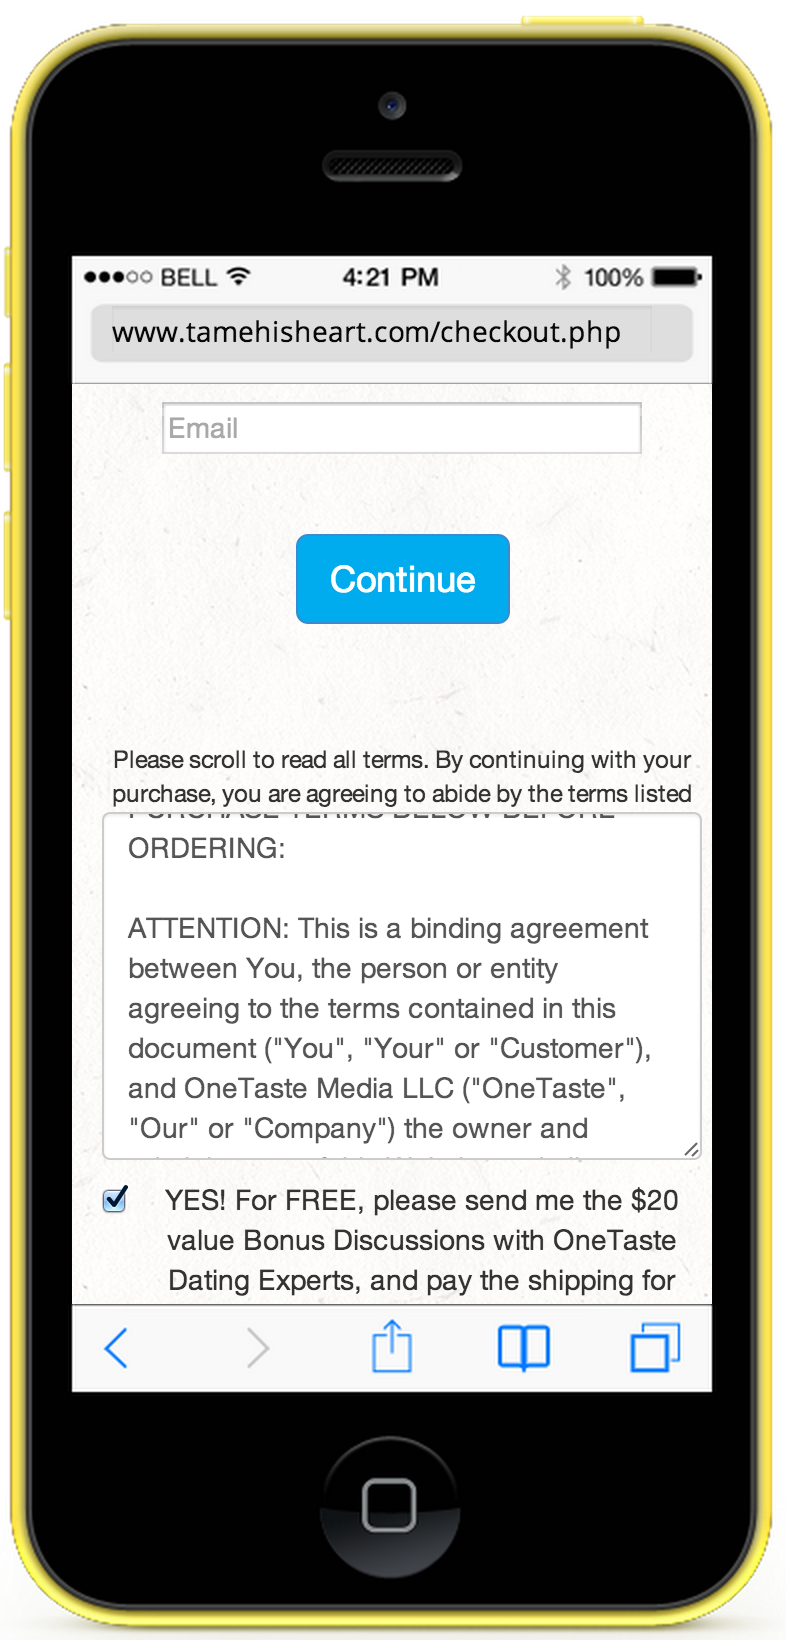 BELL 4:21 PM 100%
www.tamehisheart.com/checkout.php
Email
Continue
Please scroll to read all terms. By continuing with your
purchase, you are agreeing to abide by the terms listed
PURCHASE TERMS BELOW BEFORE
ORDERING:
ATTENTION: This is a binding agreement
between You, the person or entity
agreeing to the terms contained in this
document ("You", "Your" or "Customer"),
and OneTaste Media LLC ("OneTaste",
"Our" or "Company") the owner and
YES! For FREE, please send me the $20
value Bonus Discussions with OneTaste
Dating Experts, and pay the shipping for